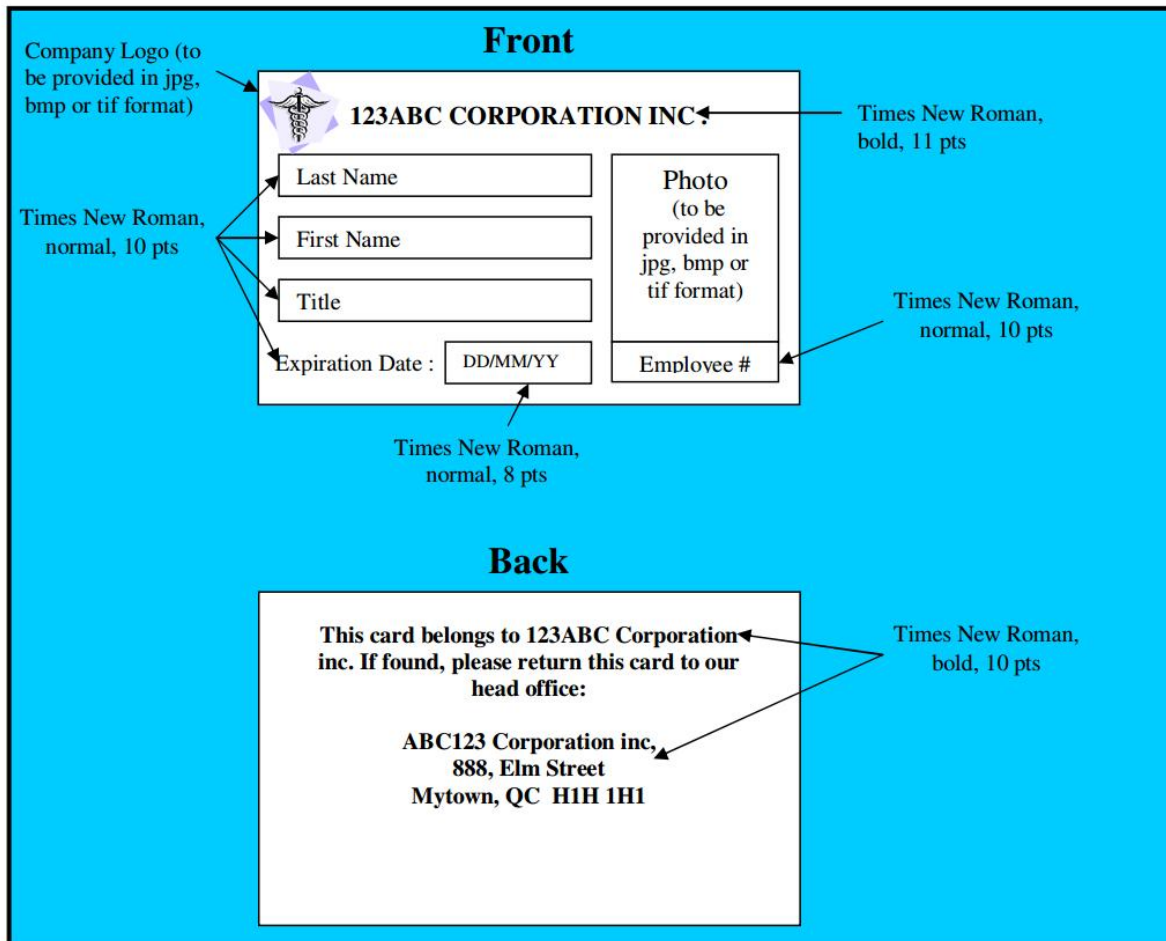 Front
Company Logo (to
be provided in jpg,
bmp or tif format)
123ABC CORPORATION INC.
Times New Roman,
bold, 11 pts
Last Name
First Name
Title
Expiration Date :
DD/MM/YY
Photo
(to be
provided in
jpg, bmp or
tif format)
Employee #
Times New Roman,
normal, 10 pts
Times New Roman,
normal, 10 pts
Times New Roman,
normal, 8 pts
Back
This card belongs to 123ABC Corporation
inc. If found, please return this card to our
head office:
ABC123 Corporation inc,
888, Elm Street
Mytown, QC H1H 1H1
Times New Roman,
bold, 10 pts